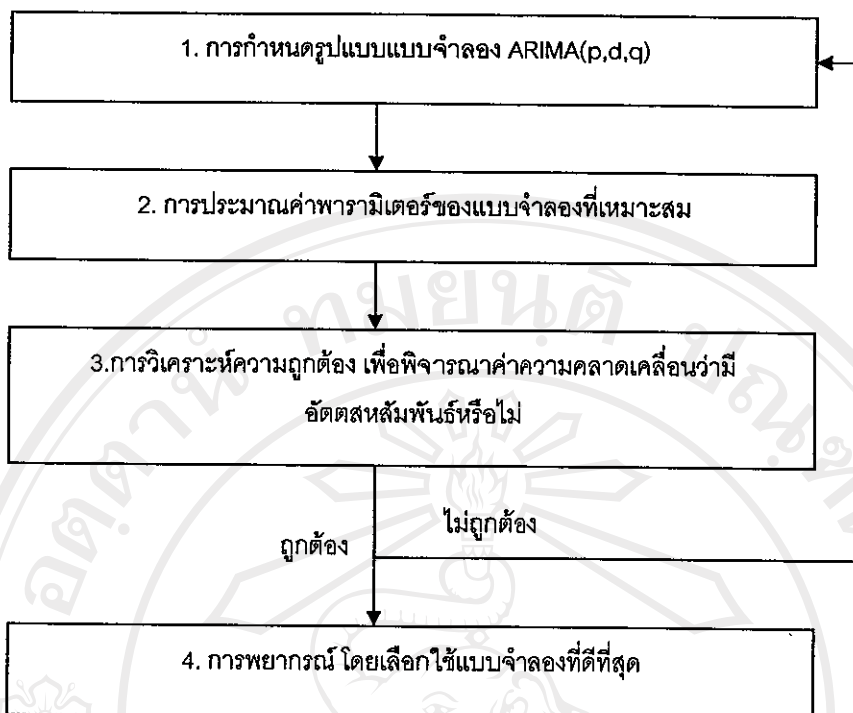 1. การกำหนดรูปแบบแบบจำลอง ARIMA(p,d,q)
2. การประมาณค่าพารามิเตอร์ของแบบจำลองที่เหมาะสม
3.การวิเคราะห์ความถูกต้อง เพื่อพิจารณาค่าความคลาดเคลื่อนว่ามี
อัตตสหสัมพันธ์หรือไม่
ไม่ถูกต้อง
ถูกต้อง
4. การพยากรณ์ โดยเลือกใช้แบบจำลองที่ดีที่สุด